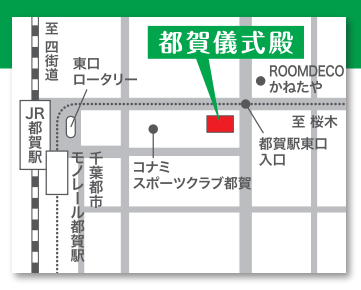 都賀儀式殿
至 四街道
東口
ロータリー
ROOMDECO
かねたや
JR
都賀駅
至 桜木
都賀駅東口
入口
コナミ
スポーツクラブ都賀
千葉都市
モノレール都賀駅